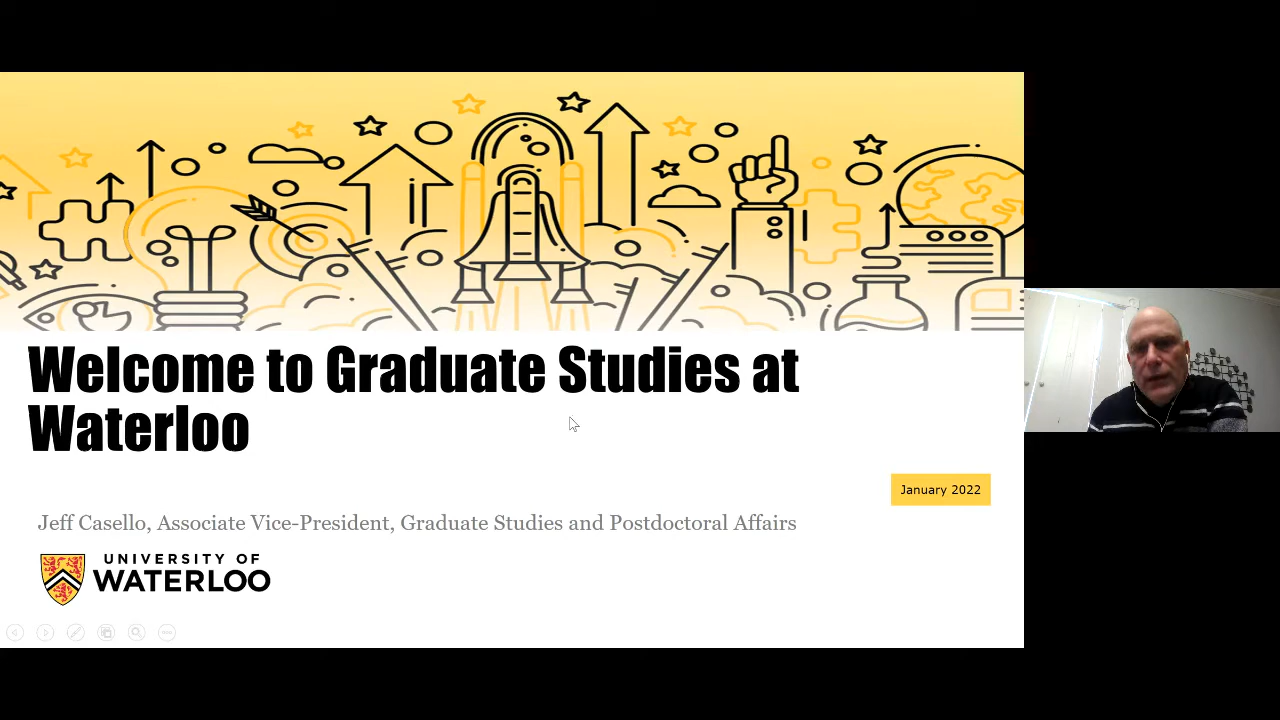 Welcome to Graduate Studies at
Waterloo
January 2022
Jeff Casello, Associate Vice-President, Graduate Studies and Postdoctoral Affairs
UNIVERSITY OF
WATERLOO